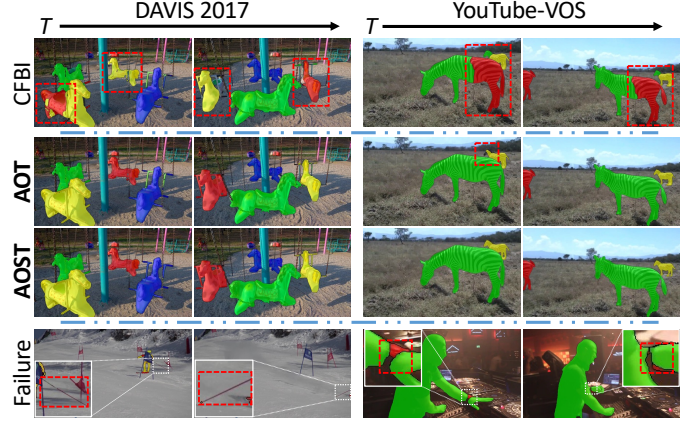 DAVIS 2017
YouTube-VOS
T
T
CFBI
AOT
AOST
Failure